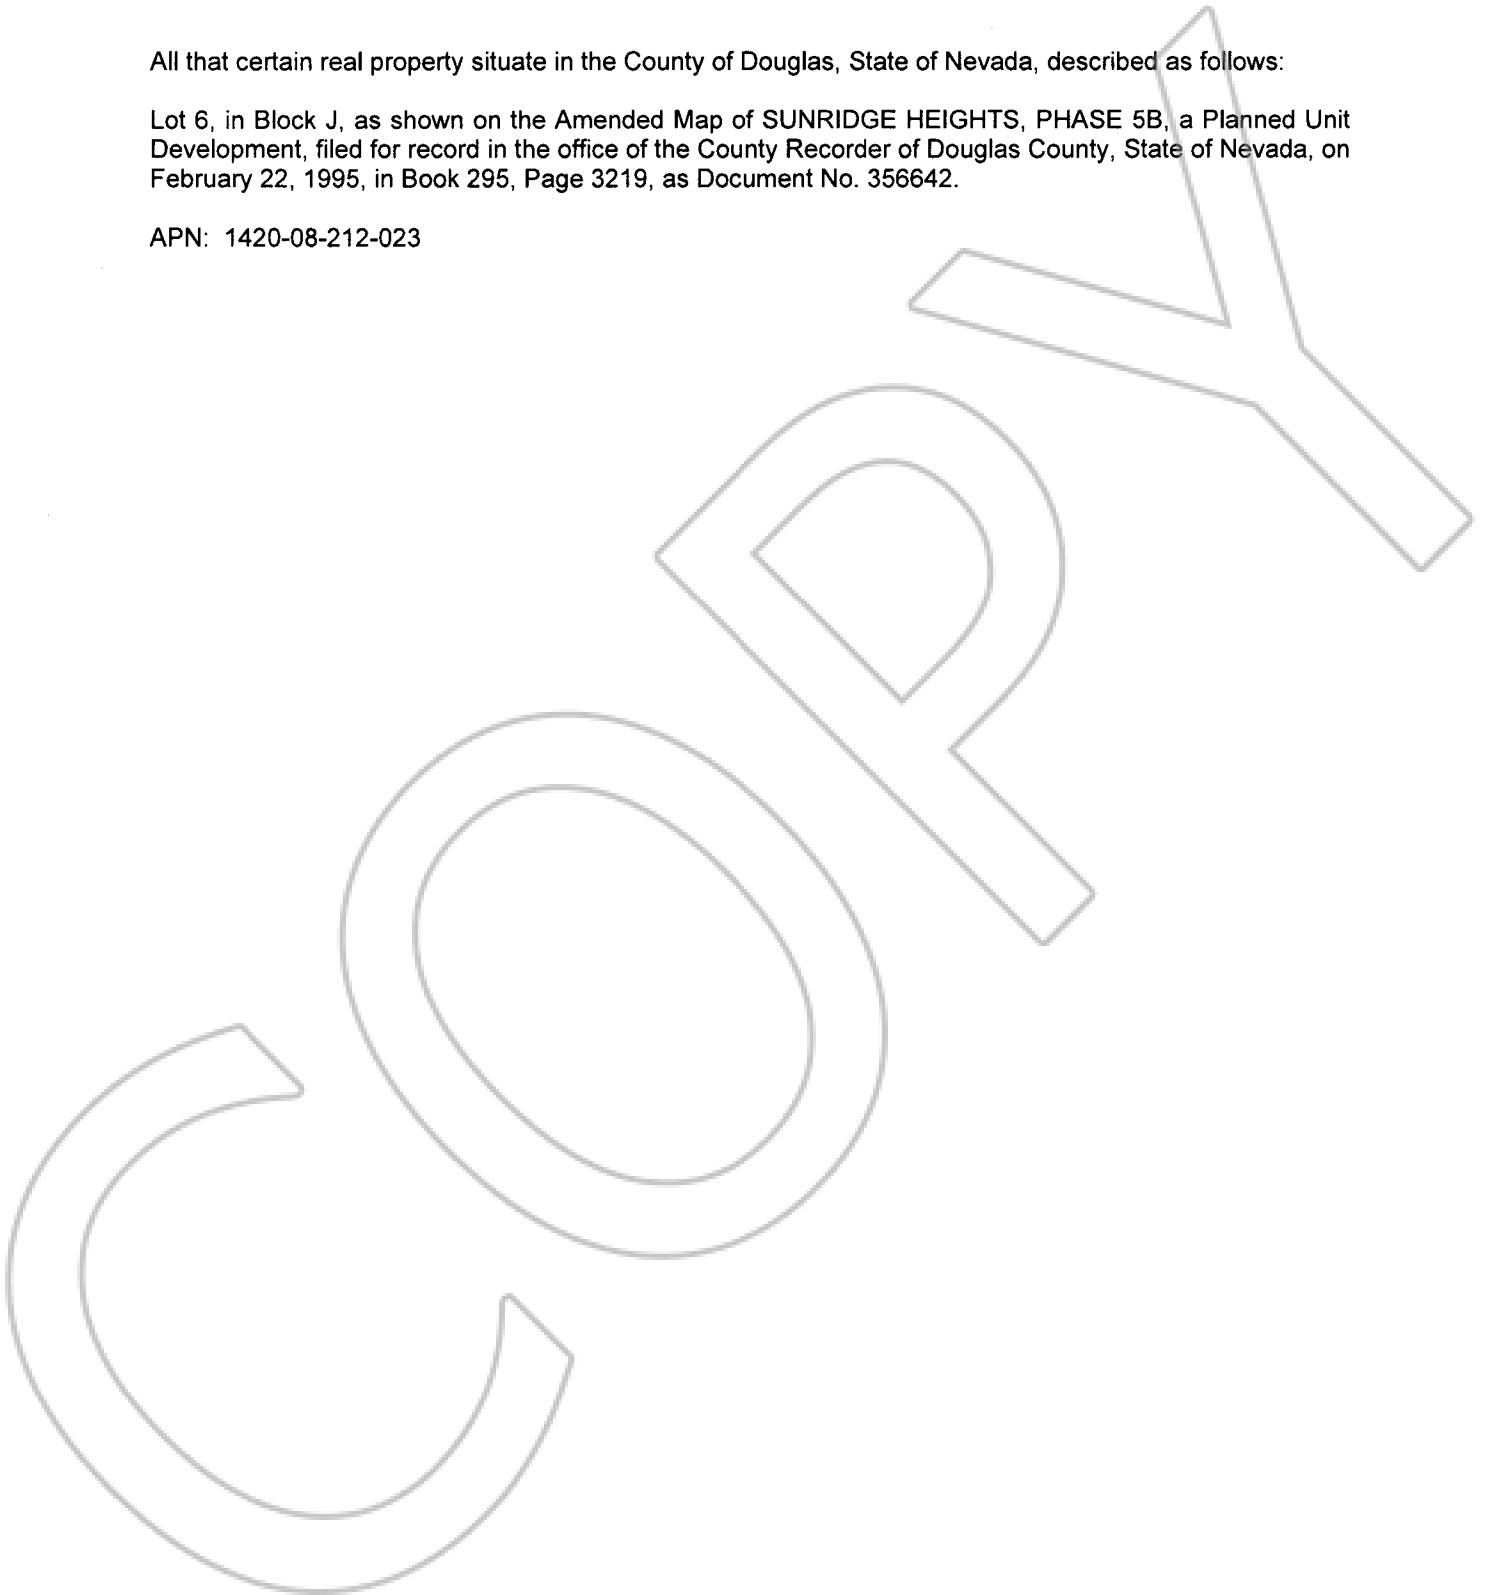 All that certain real property situate in the County of Douglas, State of Nevada, described as follows:
Lot 6, in Block J, as shown on the Amended Map of SUNRIDGE HEIGHTS, PHASE 5B, a Planned Unit
Development, filed for record in the office of the County Recorder of Douglas County, State of Nevada, on
February 22, 1995, in Book 295, Page 3219, as Document No. 356642.
APN: 1420-08-212-023
COPY